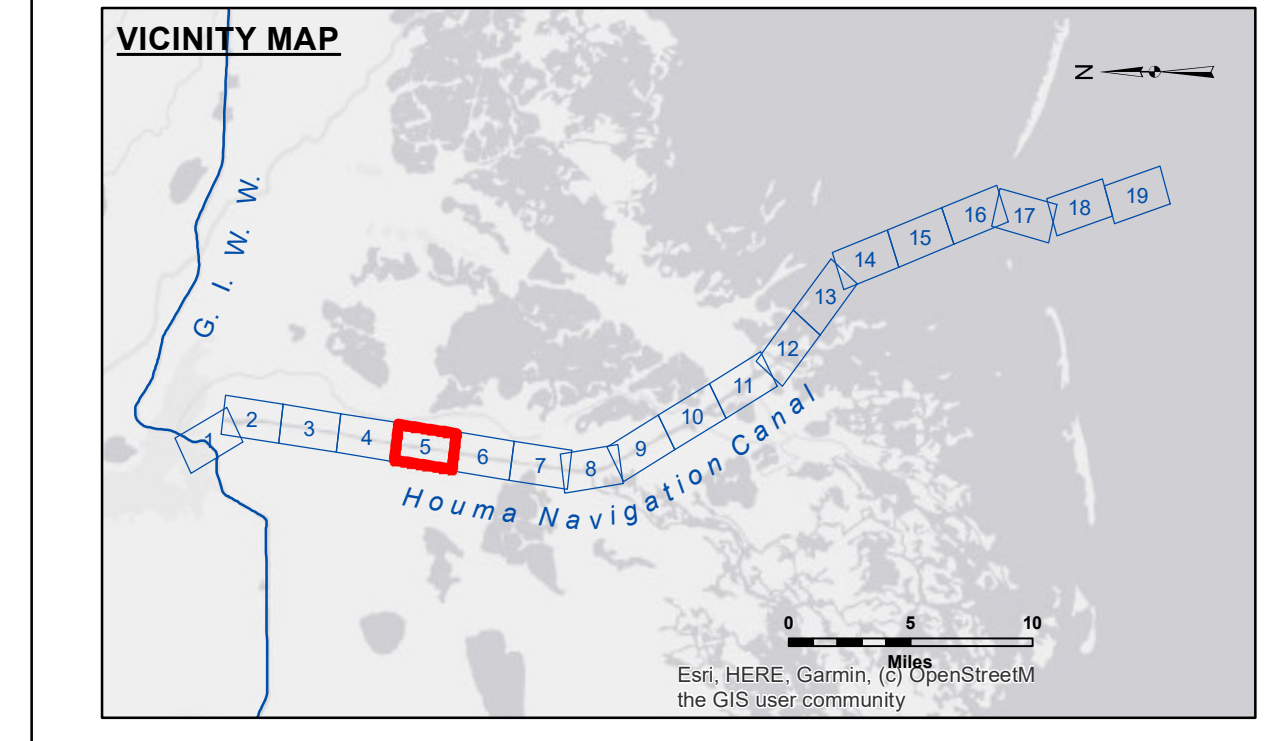 VICINITY MAP
N
G. I. W. W.
1
2
3
4
5
6
7
8
9
10
11
12
13
14
15
16
17
18
19
Houma Navigation Canal
0 5 10
Miles
Esri, HERE, Garmin, (c) OpenStreetM
the GIS user community